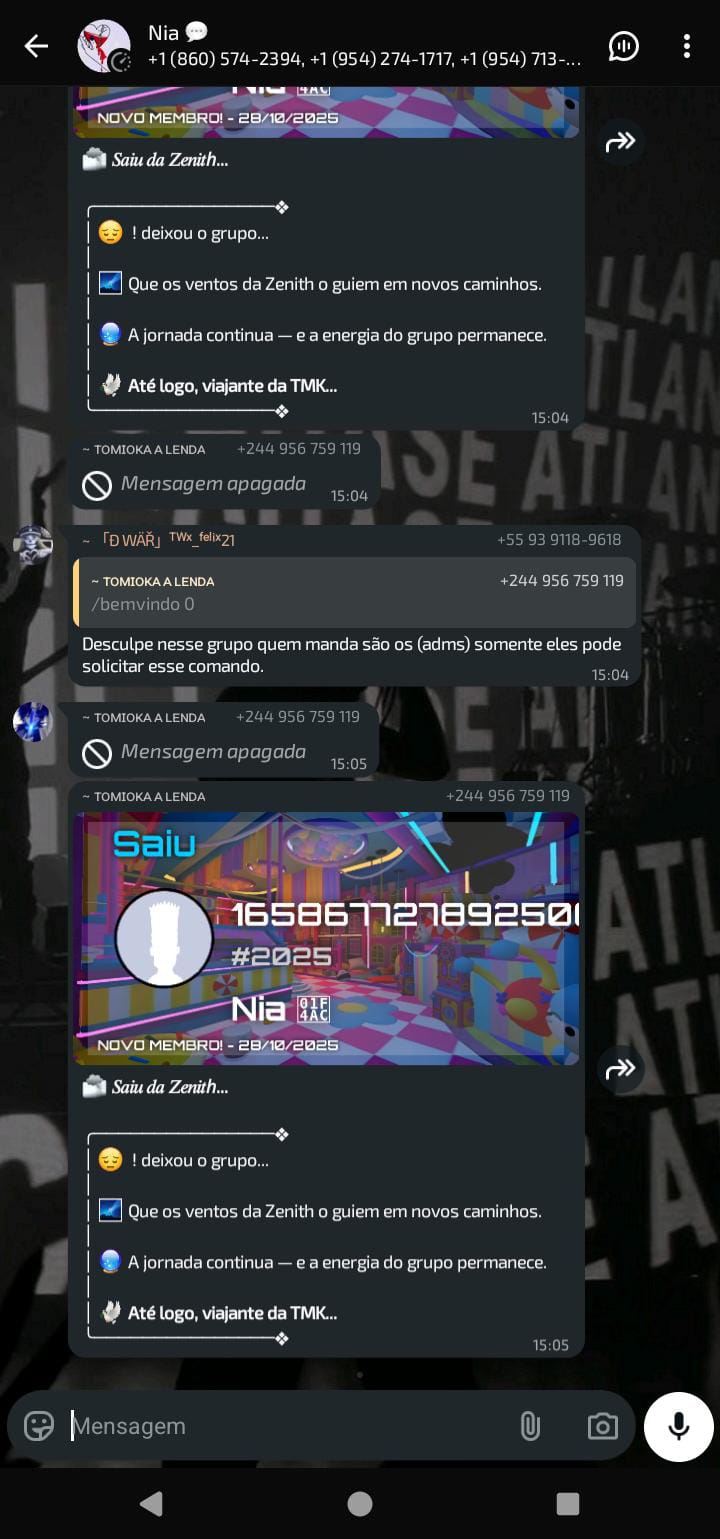 Nia 💬
+1 (860) 574-2394, +1 (954) 274-1717, +1 (954) 713-...
Nia 01F4AC
NOVO MEMBRO! - 28/10/2025
Saiu da Zenith...
😔 ! deixou o grupo...
🌌 Que os ventos da Zenith o guiem em novos caminhos.
🔮 A jornada continua — e a energia do grupo permanece.
🕊️ Até logo, viajante da TMK...
15:04
~ TOMIOKA A LENDA +244 956 759 119
Mensagem apagada 15:04
~ 「Ð WÄŘ」 ᵀᵂˣ_ᶠᵉˡⁱˣ21 +55 93 9118-9618
~ TOMIOKA A LENDA +244 956 759 119
/bemvindo 0
Desculpe nesse grupo quem manda são os (adms) somente eles pode
solicitar esse comando.
15:04
~ TOMIOKA A LENDA +244 956 759 119
Mensagem apagada 15:05
~ TOMIOKA A LENDA +244 956 759 119
Saiu
#2025
Nia 01F4AC
NOVO MEMBRO! - 28/10/2025
Saiu da Zenith...
😔 ! deixou o grupo...
🌌 Que os ventos da Zenith o guiem em novos caminhos.
🔮 A jornada continua — e a energia do grupo permanece.
🕊️ Até logo, viajante da TMK...
15:05
Mensagem